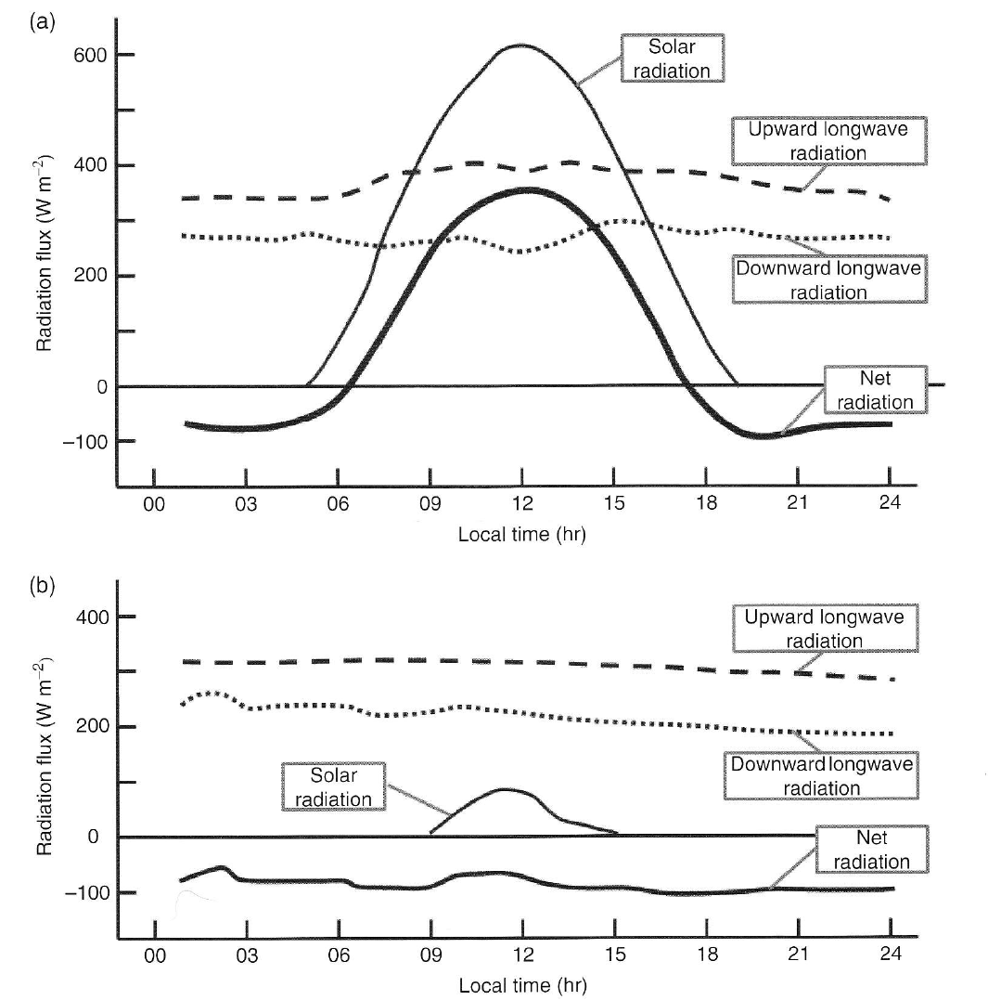 (a)
600
400
200
0
−100
Radiation flux (W m−2)
Solar
radiation
Upward longwave
radiation
Downward longwave
radiation
Net
radiation
00 03 06 09 12 15 18 21 24
Local time (hr)
(b)
400
200
0
−100
Radiation flux (W m−2)
Upward longwave
radiation
Downward longwave
radiation
Solar
radiation
Net
radiation
00 03 06 09 12 15 18 21 24
Local time (hr)